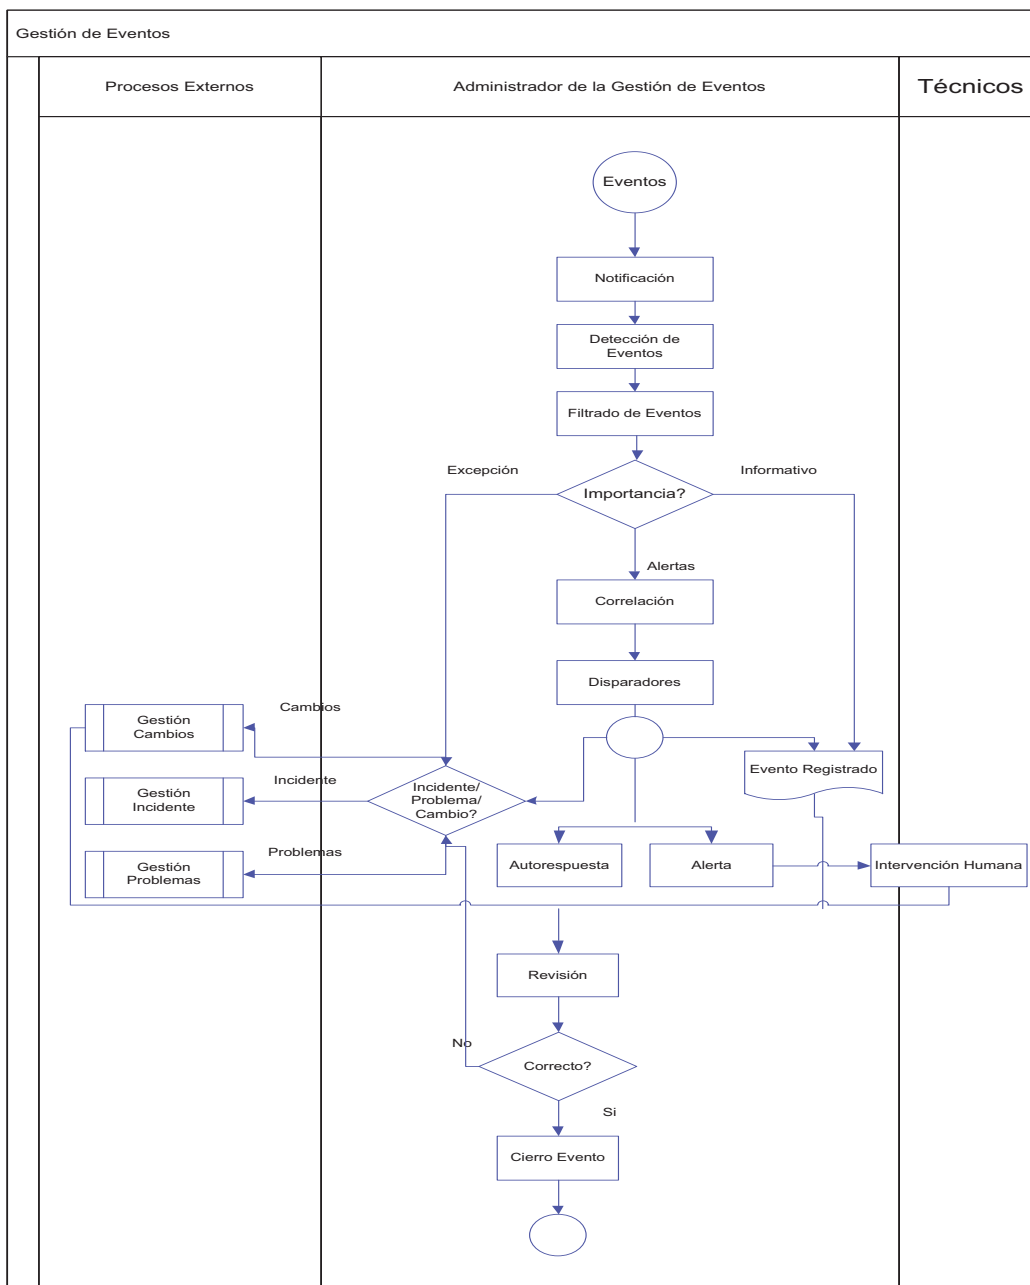 Gestión de Eventos
Procesos Externos
Administrador de la Gestión de Eventos
Técnicos
Eventos
Notificación
Detección de
Eventos
Filtrado de Eventos
Excepción
Importancia?
Informativo
Alertas
Correlación
Disparadores
Cambios
Gestión
Cambios
Evento Registrado
Incidente
Incidente/
Problema/
Cambio?
Gestión
Incidente
Problemas
Gestión
Problemas
Autorespuesta
Alerta
Intervención Humana
Revisión
No
Correcto?
Si
Cierro Evento